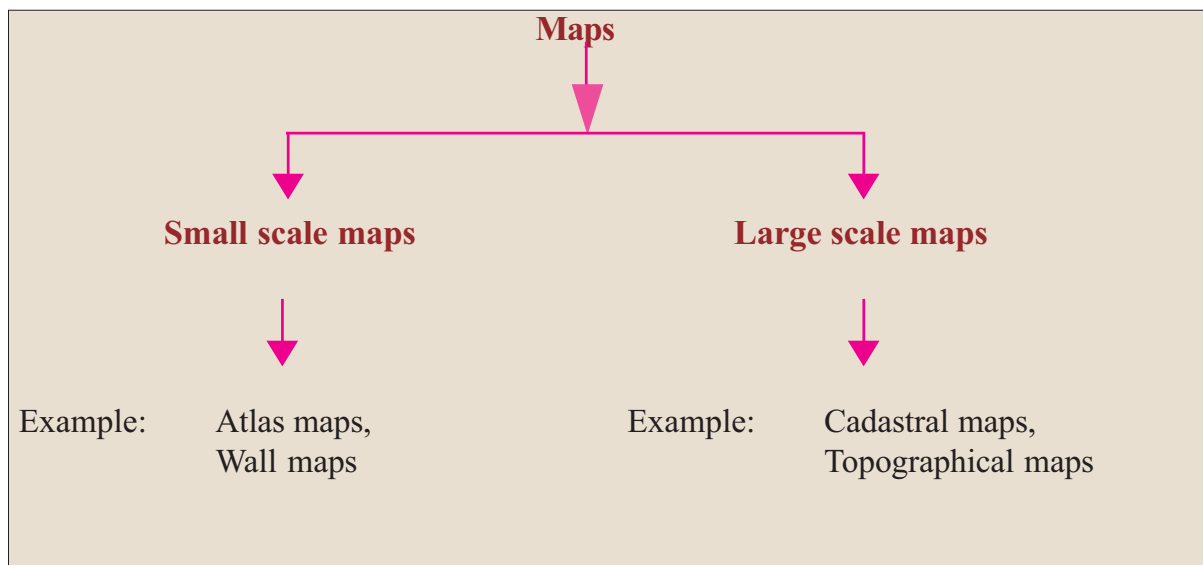 Maps
Small scale maps
Large scale maps
Example: Atlas maps,
Wall maps
Example: Cadastral maps,
Topographical maps